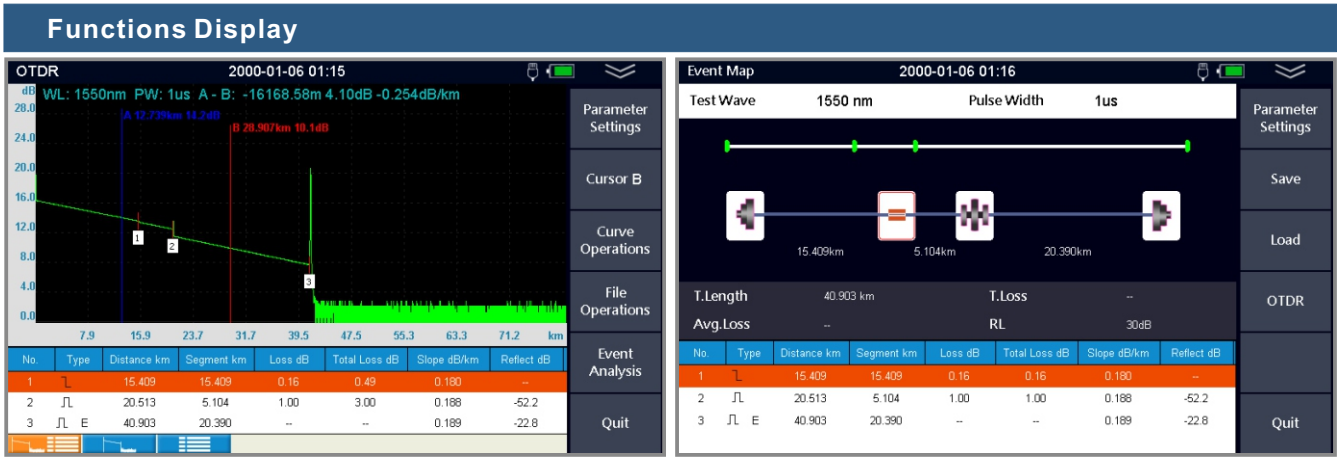 Functions Display
OTDR 2000-01-06 01:15
dB WL: 1550nm PW: 1us A - B: -16168.58m 4.10dB -0.254dB/km
A 12.739km 14.2dB
B 28.907km 10.1dB
28.0
24.0
20.0
16.0
12.0
8.0
4.0
0.0
1
2
3
7.9 15.9 23.7 31.7 39.5 47.5 55.3 63.3 71.2 km
No. Type Distance km Segment km Loss dB Total Loss dB Slope dB/km Reflect dB
1 15.409 15.409 0.16 0.49 0.180 --
2 20.513 5.104 1.00 3.00 0.188 -52.2
3 E 40.903 20.390 -- -- 0.189 -22.8
Parameter
Settings
Cursor B
Curve
Operations
File
Operations
Event
Analysis
Quit
Event Map 2000-01-06 01:16
Test Wave 1550 nm Pulse Width 1us
15.409km 5.104km 20.390km
T.Length 40.903 km T.Loss --
Avg.Loss -- RL 30dB
No. Type Distance km Segment km Loss dB Total Loss dB Slope dB/km Reflect dB
1 15.409 15.409 0.16 0.16 0.180 --
2 20.513 5.104 1.00 1.00 0.188 -52.2
3 E 40.903 20.390 -- -- 0.189 -22.8
Parameter
Settings
Save
Load
OTDR
Quit